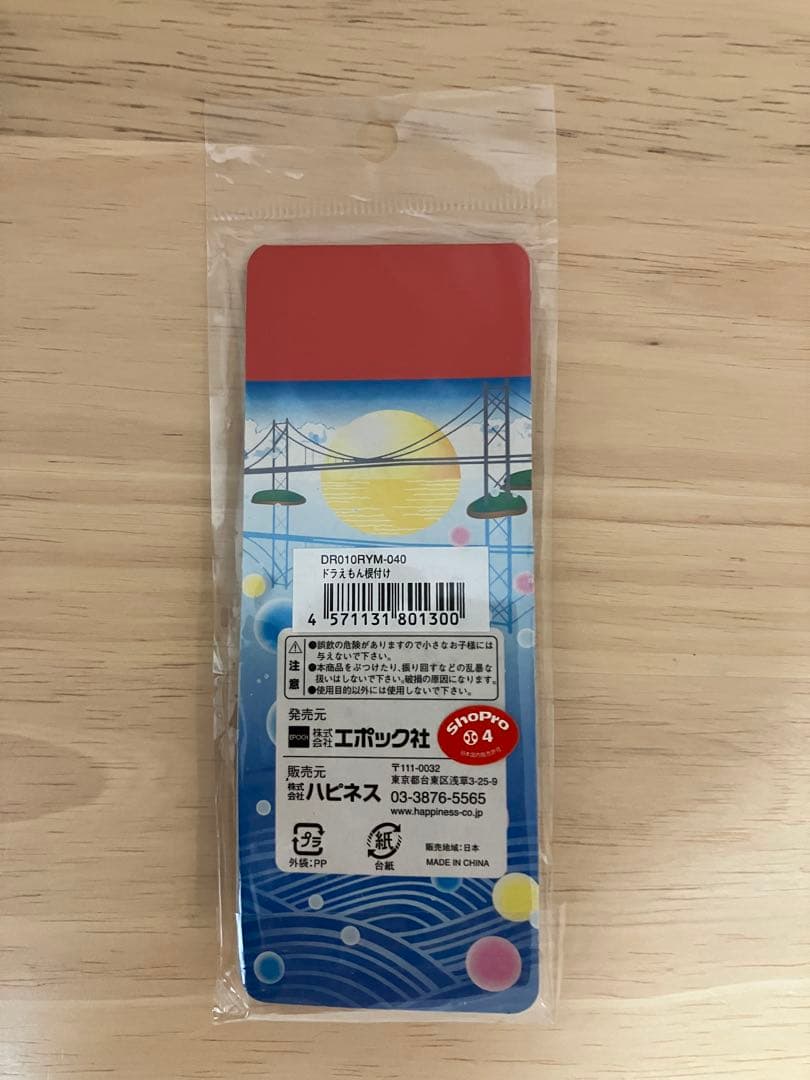 DR010RYM-040
ドラえもん根付け
4 571131 801300
注意
●誤飲の危険がありますので小さなお子様には
与えないで下さい。
●本商品をぶつけたり、振り回すなどの乱暴な
扱いはしないで下さい。破損の原因になります。
●使用目的以外には使用しないで下さい。
発売元
EPOCH 株式会社 エポック社
ShoPro
4
販売元
株式会社 ハピネス
〒111-0032
東京都台東区浅草3-25-9
03-3876-5565
www.happiness-co.jp
プラ
外袋:PP
紙
台紙
販売地域:日本
MADE IN CHINA